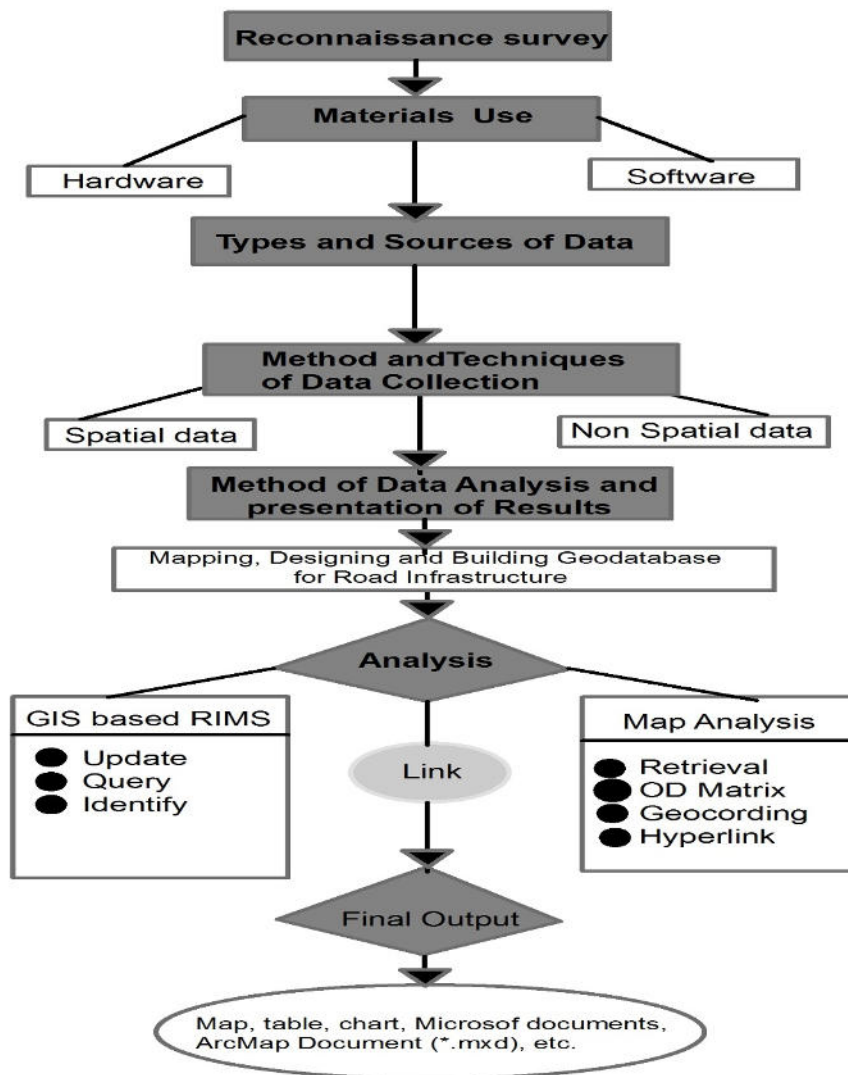 Reconnaissance survey
Materials Use
Hardware
Software
Types and Sources of Data
Method andTechniques
of Data Collection
Spatial data
Non Spatial data
Method of Data Analysis and
presentation of Results
Mapping, Designing and Building Geodatabase
for Road Infrastructure
Analysis
GIS based RIMS
Update
Query
Identify
Link
Map Analysis
Retrieval
OD Matrix
Geocording
Hyperlink
Final Output
Map, table, chart, Microsof documents,
ArcMap Document (*.mxd), etc.